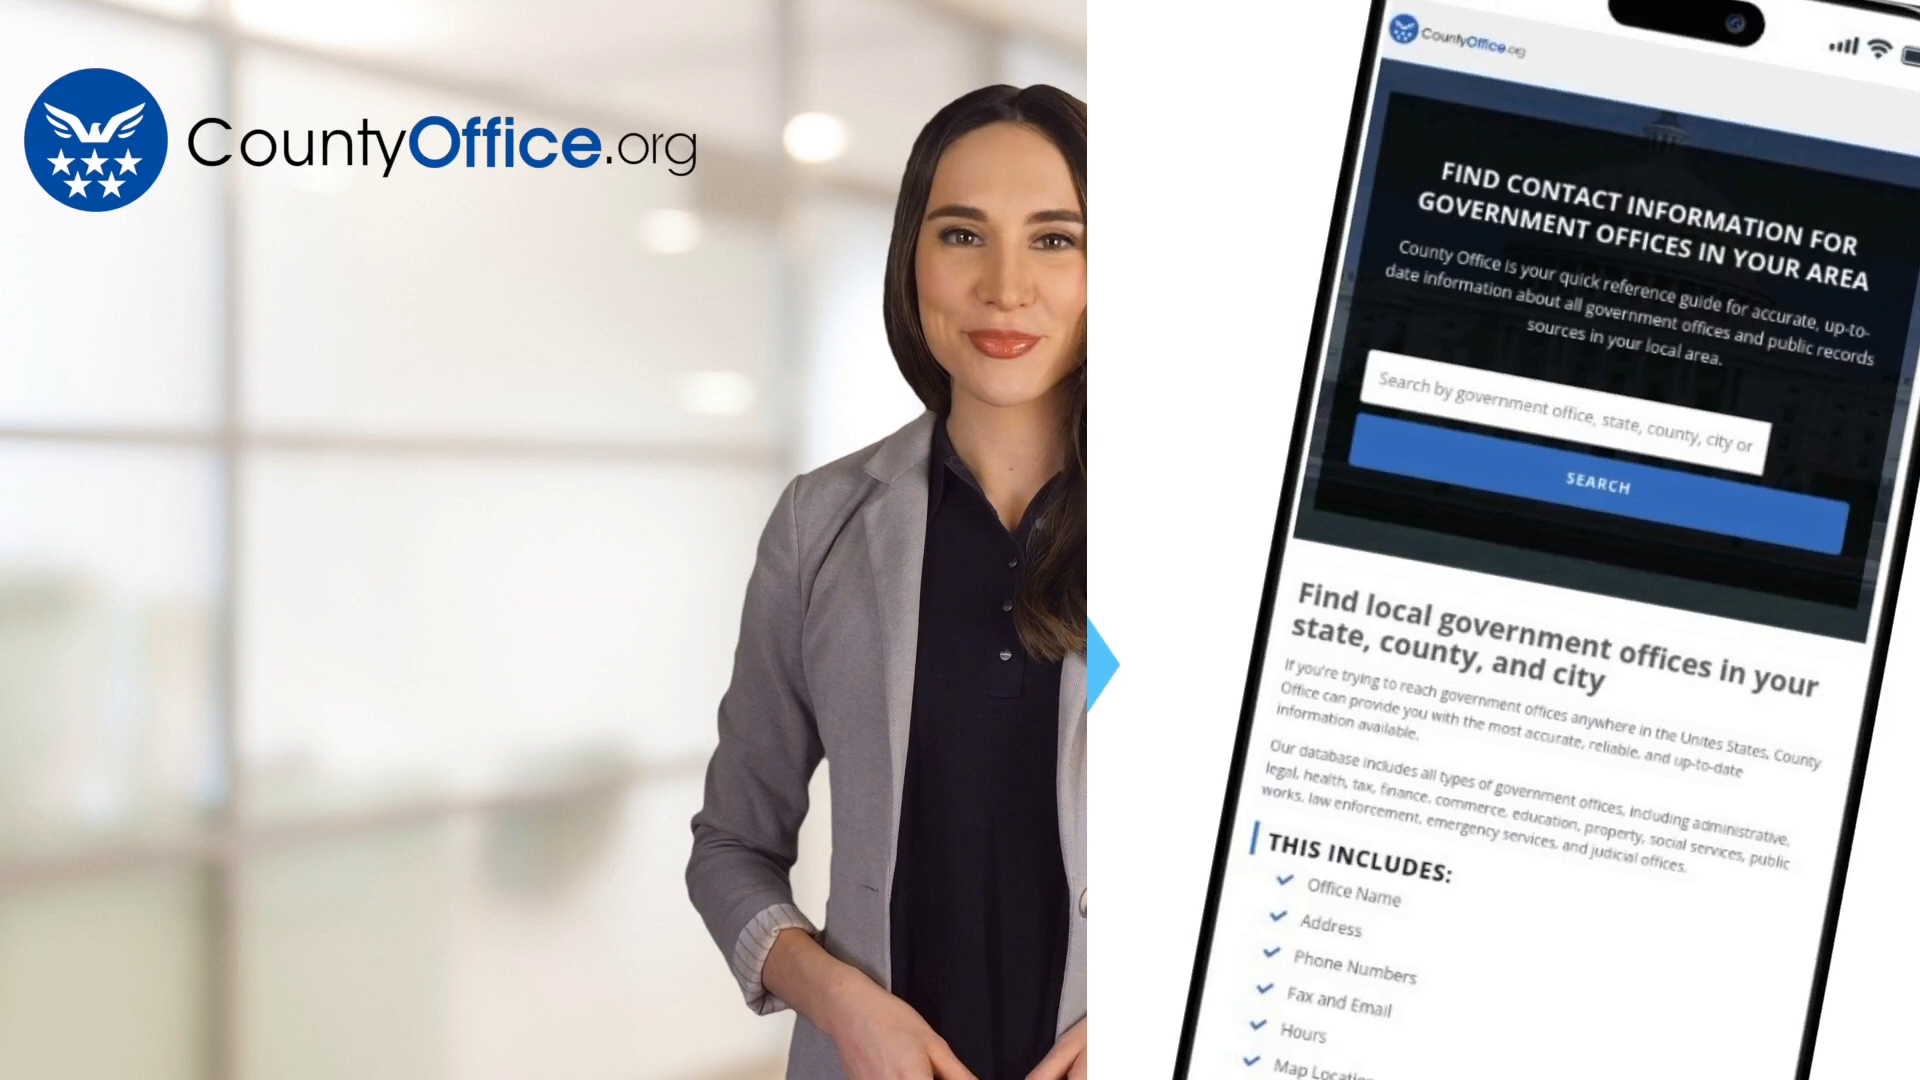 CountyOffice.org
CountyOffice.org
FIND CONTACT INFORMATION FOR
GOVERNMENT OFFICES IN YOUR AREA
County Office is your quick reference guide for accurate, up-to-
date information about all government offices and public records
sources in your local area.
Search by government office, state, county, city or
SEARCH
Find local government offices in your
state, county, and city
If you're trying to reach government offices anywhere in the Unites States, County
Office can provide you with the most accurate, reliable, and up-to-date
information available.
Our database includes all types of government offices, including administrative,
legal, health, tax, finance, commerce, education, property, social services, public
works, law enforcement, emergency services, and judicial offices.
THIS INCLUDES:
Office Name
Address
Phone Numbers
Fax and Email
Hours
Map